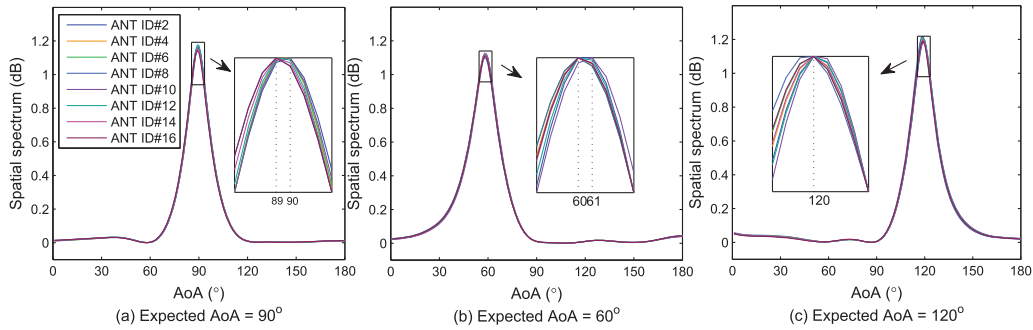 Spatial spectrum (dB)
1.2
1
0.8
0.6
0.4
0.2
0
ANT ID#2
ANT ID#4
ANT ID#6
ANT ID#8
ANT ID#10
ANT ID#12
ANT ID#14
ANT ID#16
89 90
0 30 60 90 120 150 180
AoA (°)
(a) Expected AoA = 90°
Spatial spectrum (dB)
1.2
1
0.8
0.6
0.4
0.2
0
60 61
0 30 60 90 120 150 180
AoA (°)
(b) Expected AoA = 60°
Spatial spectrum (dB)
1.2
1
0.8
0.6
0.4
0.2
0
120
0 30 60 90 120 150 180
AoA (°)
(c) Expected AoA = 120°